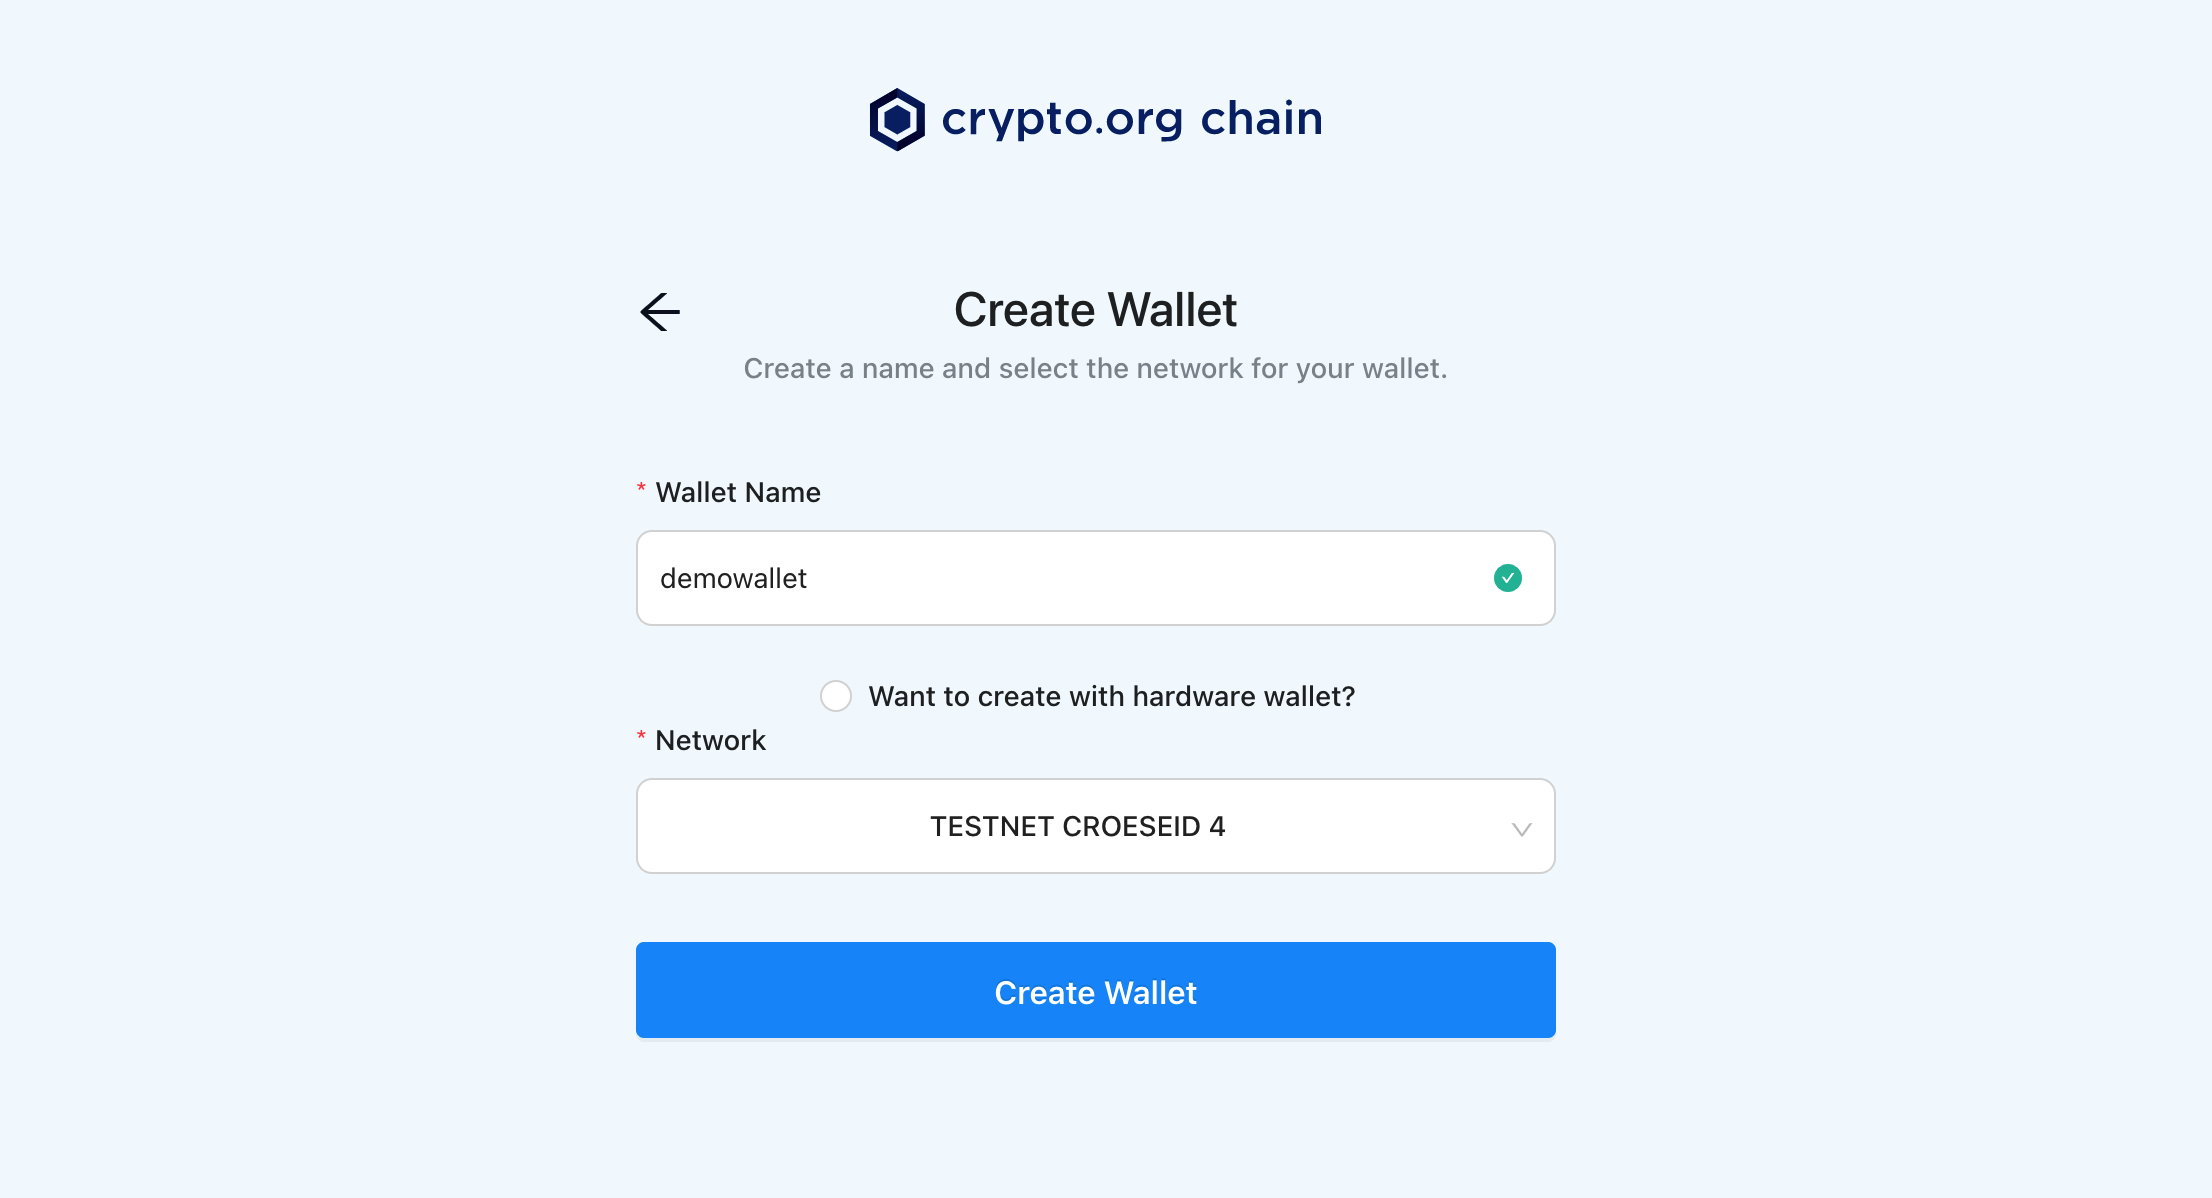 crypto.org chain
Create Wallet
Create a name and select the network for your wallet.
* Wallet Name
demowallet
Want to create with hardware wallet?
* Network
TESTNET CROESEID 4
Create Wallet